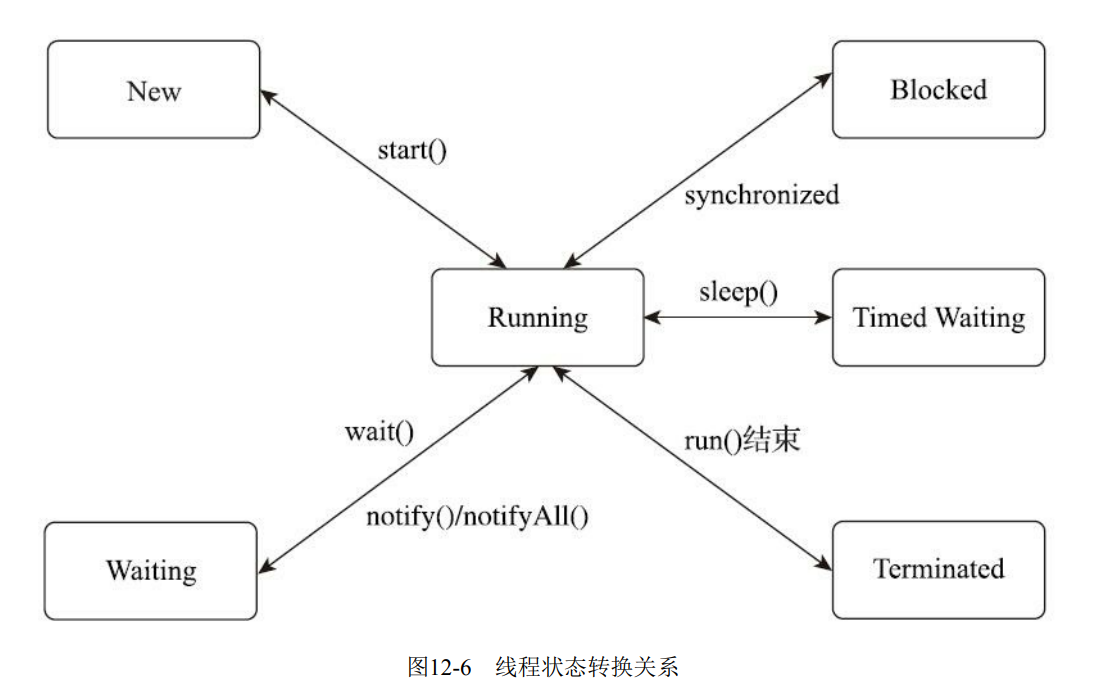 New
Blocked
start()
synchronized
Running
sleep()
Timed Waiting
wait()
run()结束
notify()/notifyAll()
Waiting
Terminated
图12-6 线程状态转换关系